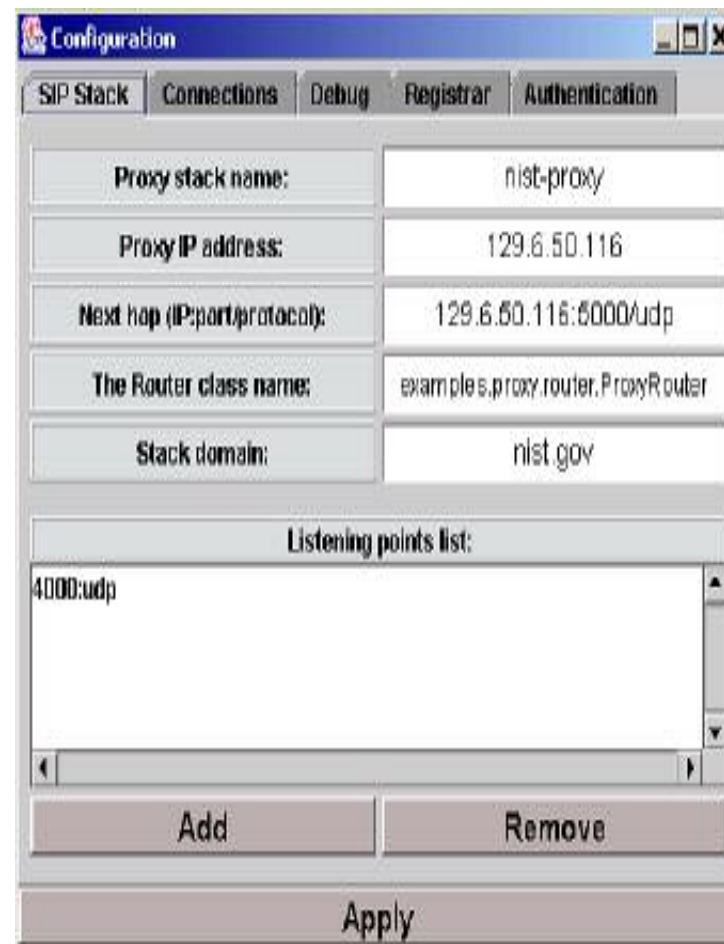 Configuration
SIP Stack Connections Debug Registrar Authentication
Proxy stack name: nist-proxy
Proxy IP address: 129.6.50.116
Next hop (IP:port/protocol): 129.6.50.116:5000/udp
The Router class name: examples.proxy.router.ProxyRouter
Stack domain: nist.gov
Listening points list:
4000:udp
Add Remove
Apply